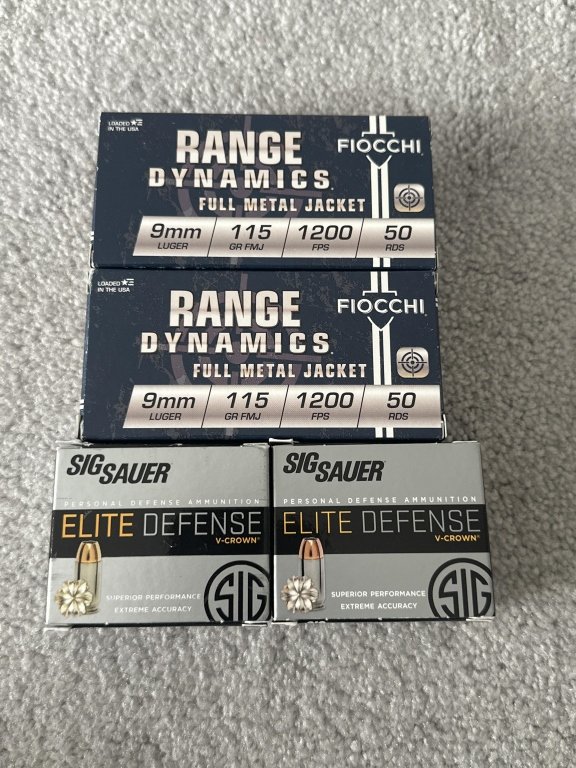 LOADED IN THE USA
RANGE
DYNAMICS
FULL METAL JACKET
FIOCCHI
9mm LUGER
115 GR FMJ
1200 FPS
50 RDS
LOADED IN THE USA
RANGE
DYNAMICS
FULL METAL JACKET
FIOCCHI
9mm LUGER
115 GR FMJ
1200 FPS
50 RDS
SIG SAUER
PERSONAL DEFENSE AMMUNITION
ELITE DEFENSE
V-CROWN
SUPERIOR PERFORMANCE
EXTREME ACCURACY
SIG
SIG SAUER
PERSONAL DEFENSE AMMUNITION
ELITE DEFENSE
V-CROWN
SUPERIOR PERFORMANCE
EXTREME ACCURACY
SIG